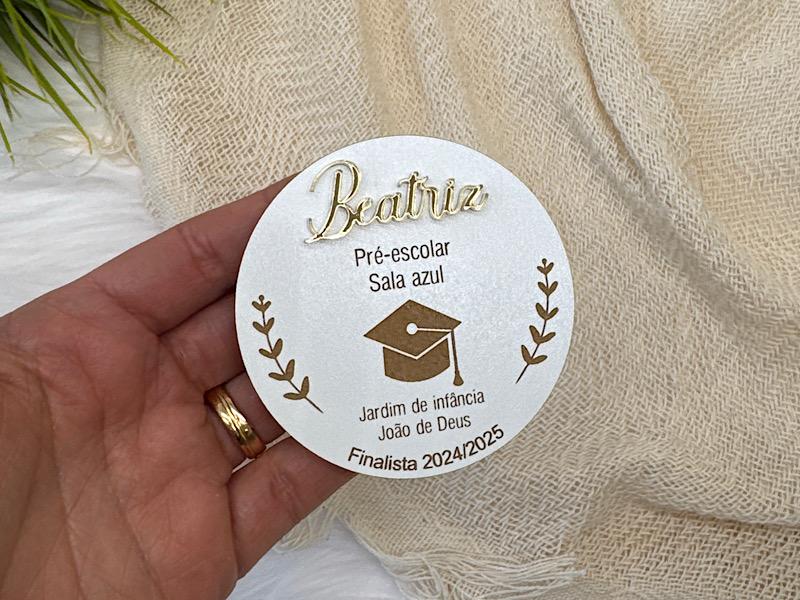 Beatriz
Pré-escolar
Sala azul
Jardim de infância
João de Deus
Finalista 2024/2025